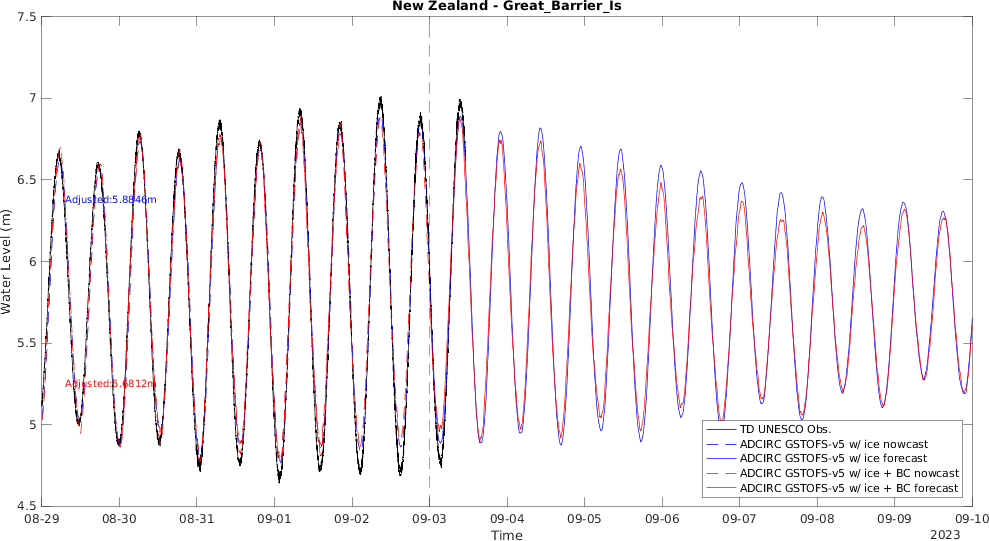 New Zealand - Great_Barrier_Is
7.5
7
6.5
6
5.5
5
4.5
Water Level (m)
Adjusted:5.8846m
Adjusted:5.6812m
TD UNESCO Obs.
ADCIRC GSTOFS-v5 w/ ice nowcast
ADCIRC GSTOFS-v5 w/ ice forecast
ADCIRC GSTOFS-v5 w/ ice + BC nowcast
ADCIRC GSTOFS-v5 w/ ice + BC forecast
08-29 08-30 08-31 09-01 09-02 09-03 09-04 09-05 09-06 09-07 09-08 09-09 09-10
Time
2023